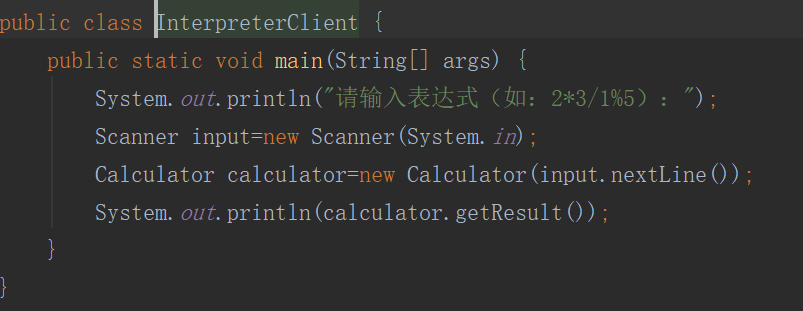 public class InterpreterClient {
public static void main(String[] args) {
System.out.println("请输入表达式（如：2*3/1%5）：");
Scanner input=new Scanner(System.in);
Calculator calculator=new Calculator(input.nextLine());
System.out.println(calculator.getResult());
}
}